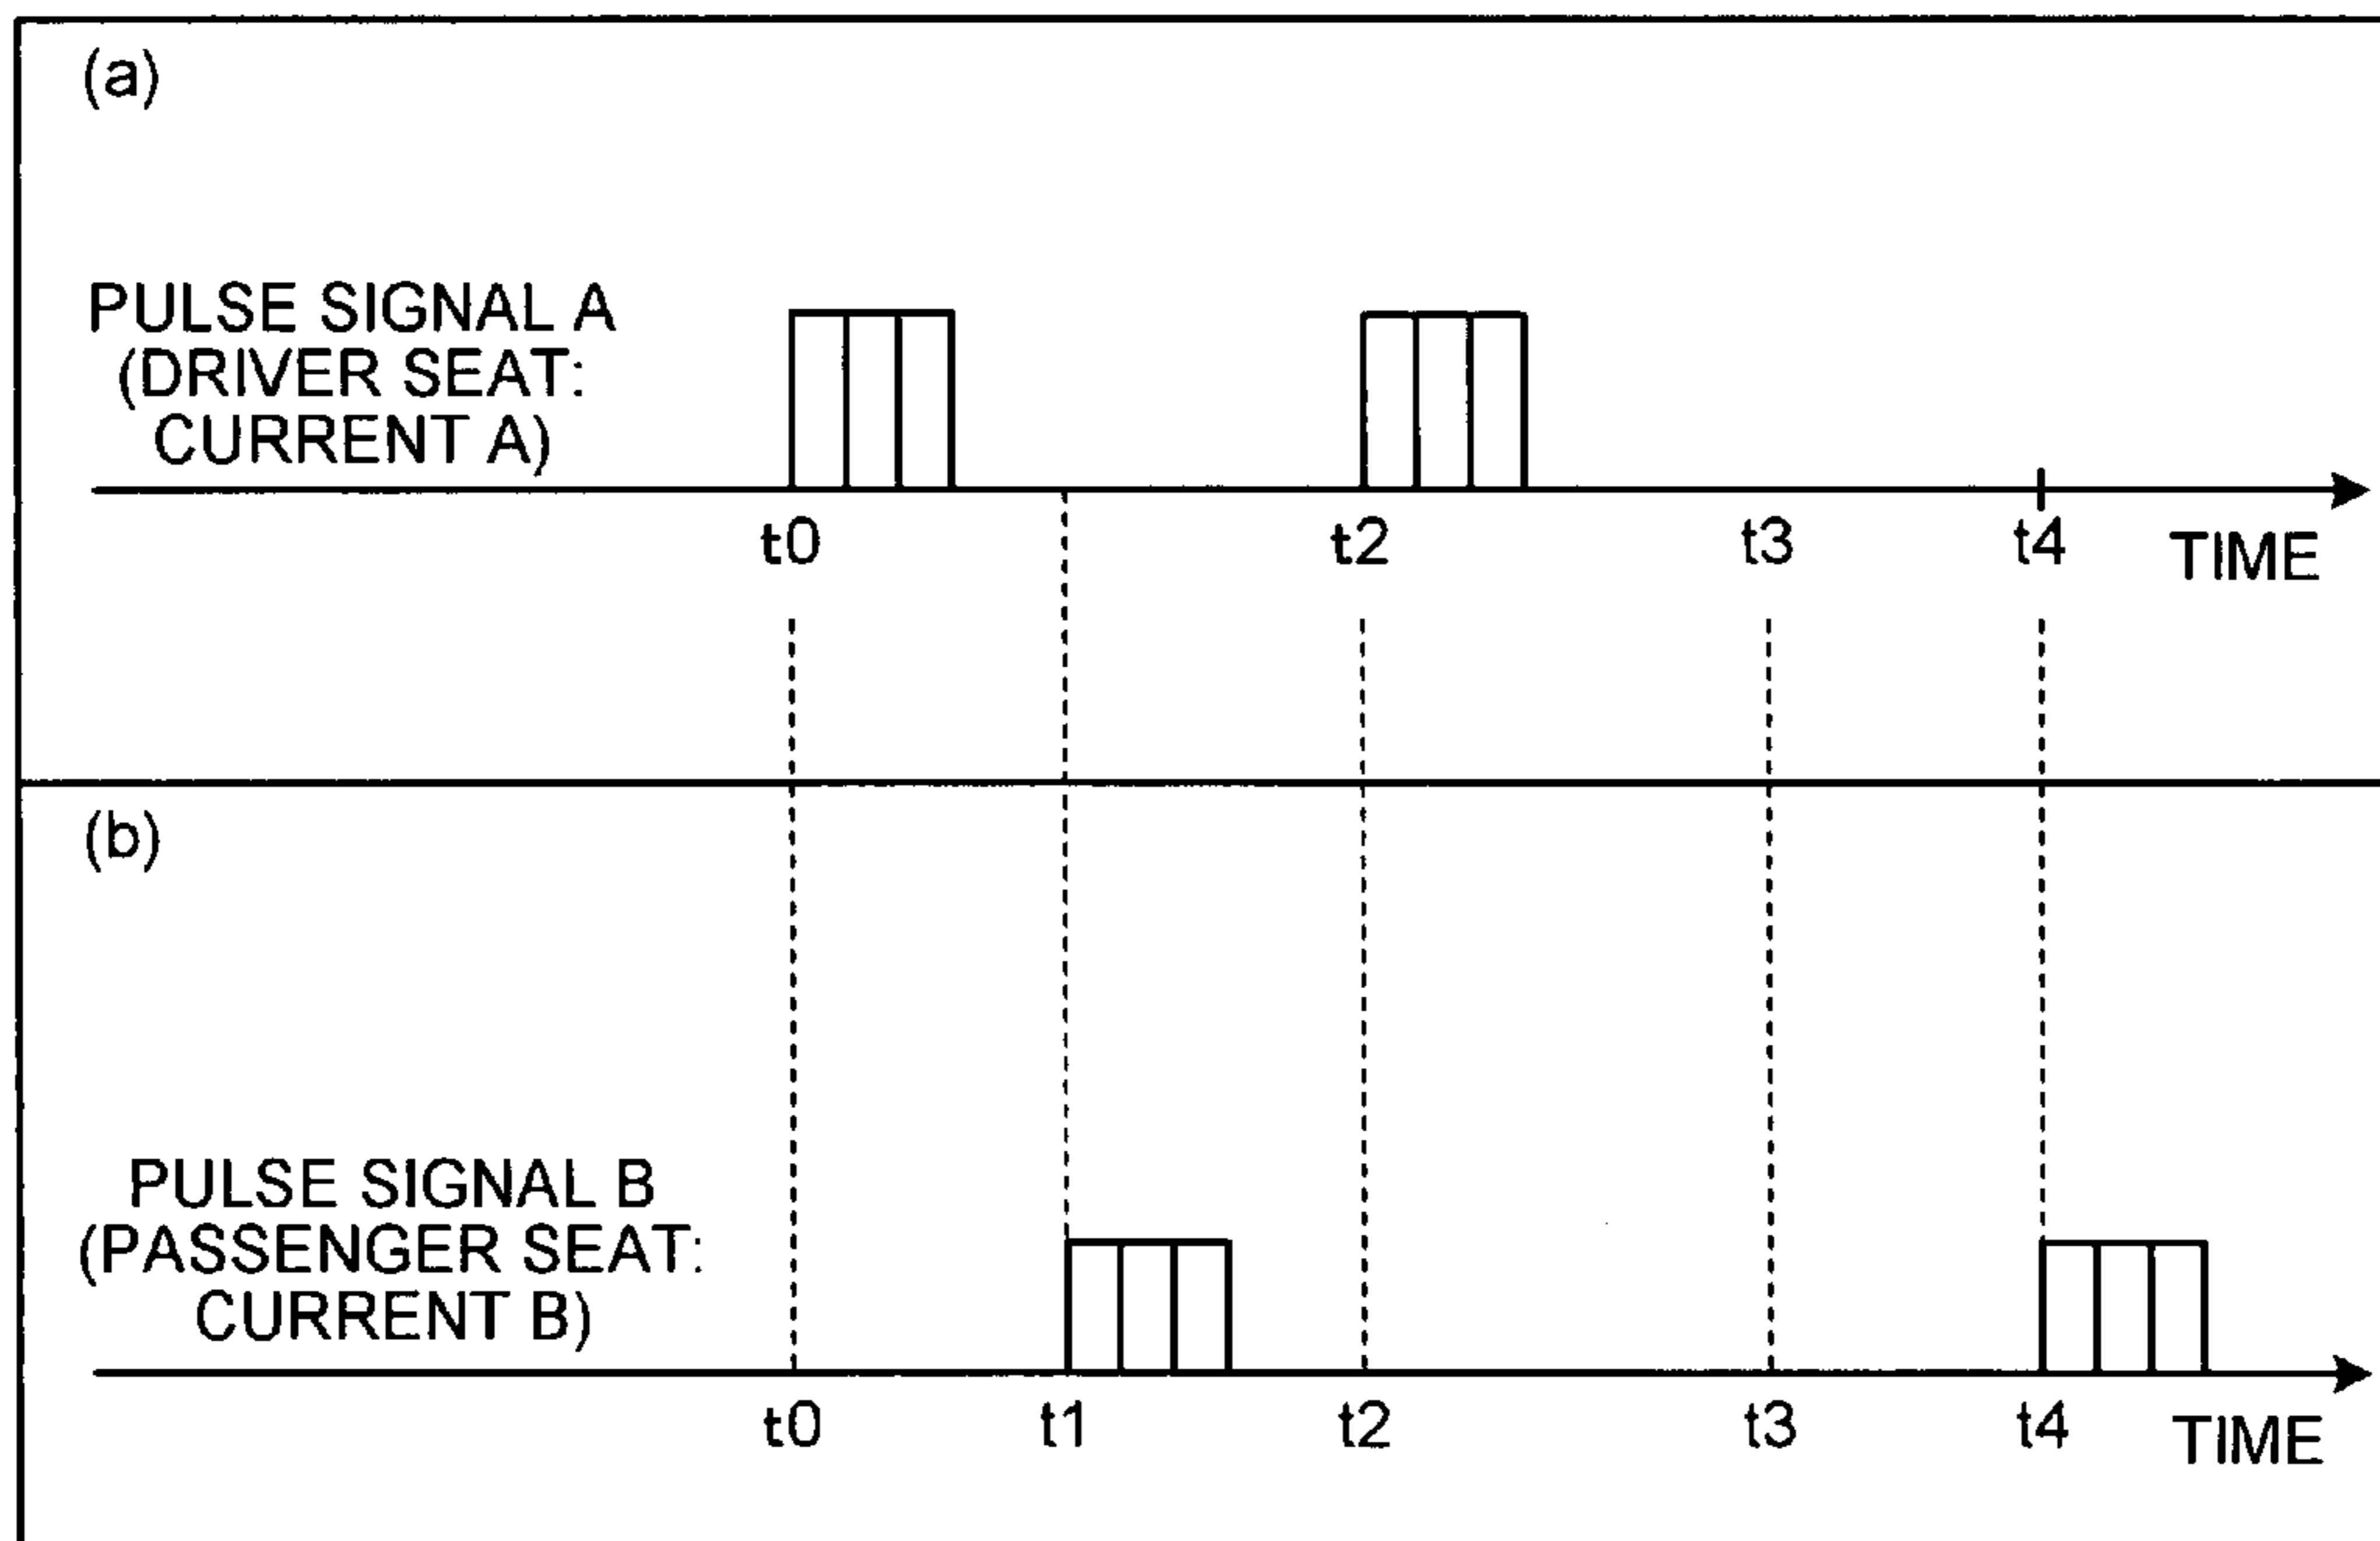 (a)
PULSE SIGNAL A
(DRIVER SEAT:
CURRENT A)
t0 t2 t3 t4 TIME
(b)
PULSE SIGNAL B
(PASSENGER SEAT:
CURRENT B)
t0 t1 t2 t3 t4 TIME